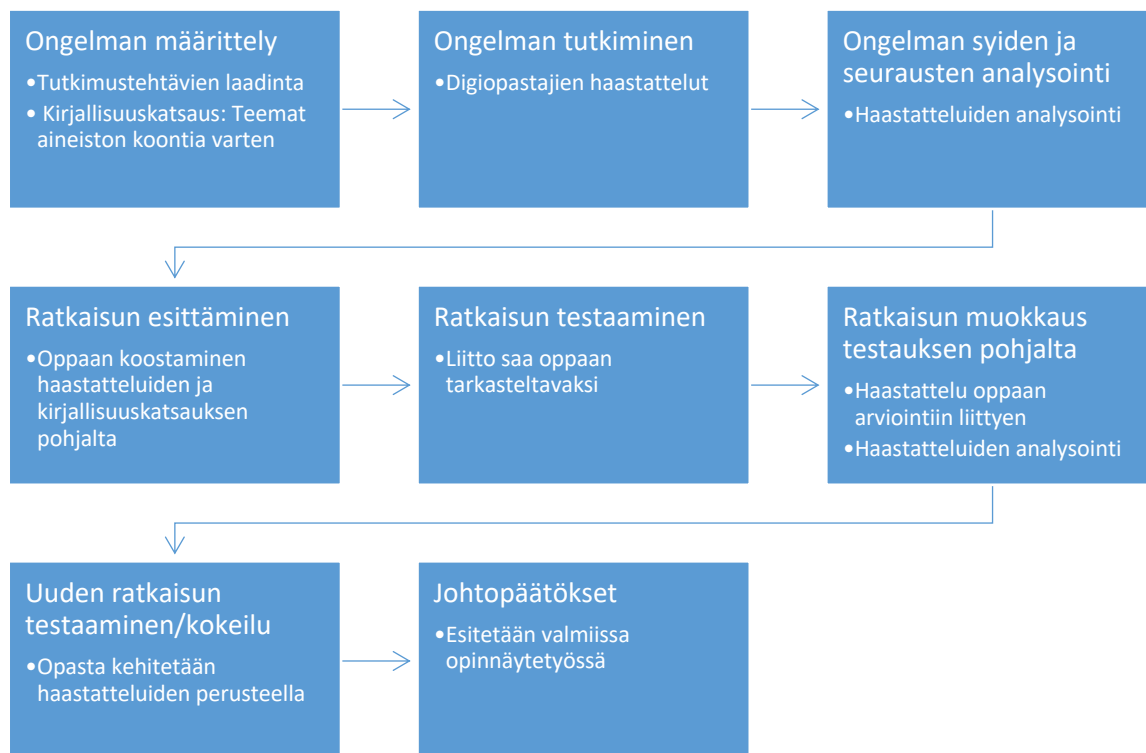 Ongelman määrittely
•Tutkimustehtävien laadinta
• Kirjallisuuskatsaus: Teemat
aineiston koontia varten
Ongelman tutkiminen
•Digiopastajien haastattelut
Ongelman syiden ja
seurausten analysointi
•Haastatteluiden analysointi
Ratkaisun esittäminen
•Oppaan koostaminen
haastatteluiden ja
kirjallisuuskatsauksen
pohjalta
Ratkaisun testaaminen
•Liitto saa oppaan
tarkasteltavaksi
Ratkaisun muokkaus
testauksen pohjalta
•Haastattelu oppaan
arviointiin liittyen
•Haastatteluiden analysointi
Uuden ratkaisun
testaaminen/kokeilu
•Opasta kehitetään
haastatteluiden perusteella
Johtopäätökset
•Esitetään valmiissa
opinnäytetyössä